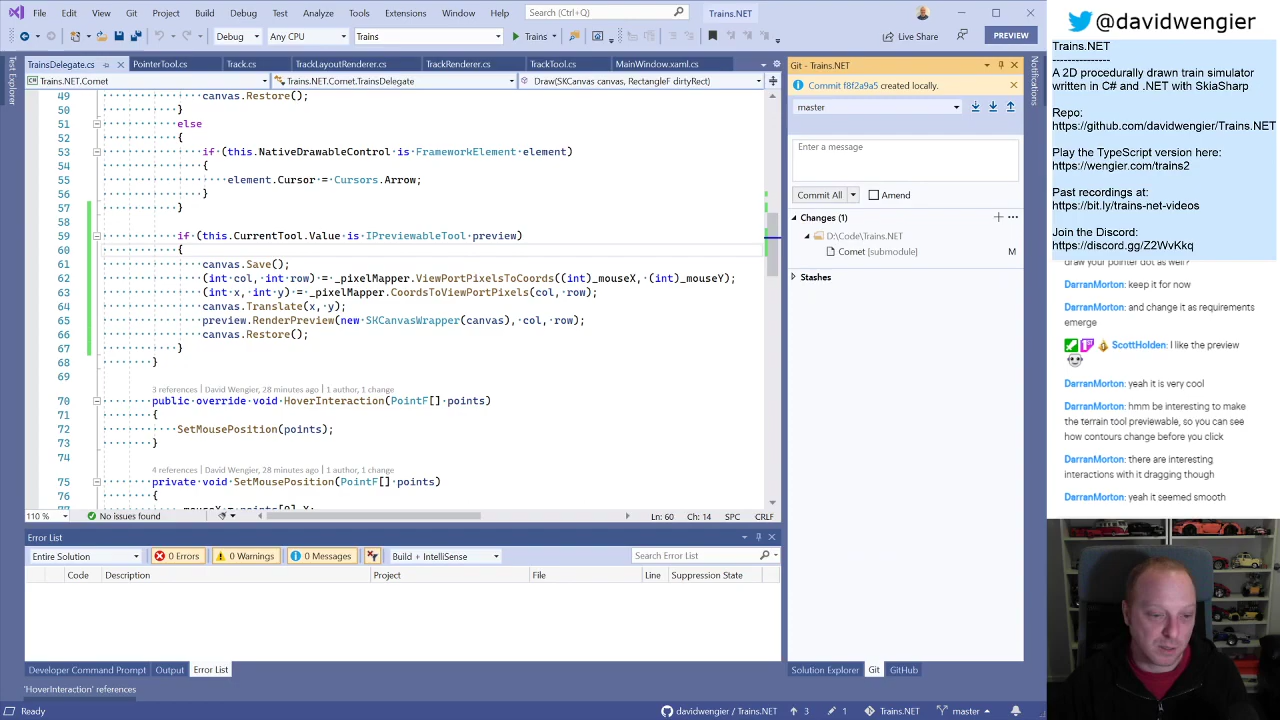 File Edit View Git Project Build Debug Test Analyze Tools Extensions Window Help Search (Ctrl+Q) Trains.NET
Debug Any CPU Trains Trains Live Share PREVIEW
TrainsDelegate.cs PointerTool.cs Track.cs TrackLayoutRenderer.cs TrackRenderer.cs TrackTool.cs MainWindow.xaml.cs
Trains.NET.Comet Trains.NET.Comet.TrainsDelegate Draw(SKCanvas canvas, RectangleF dirtyRect)
Test Explorer
49 canvas.Restore();
50 }
51 else
52 {
53 if (this.NativeDrawableControl is FrameworkElement element)
54 {
55 element.Cursor = Cursors.Arrow;
56 }
57 }
58
59 if (this.CurrentTool.Value is IPreviewableTool preview)
60 {
61 canvas.Save();
62 (int col, int row) = _pixelMapper.ViewPortPixelsToCoords((int)_mouseX, (int)_mouseY);
63 (int x, int y) = _pixelMapper.CoordsToViewPortPixels(col, row);
64 canvas.Translate(x, y);
65 preview.RenderPreview(new SKCanvasWrapper(canvas), col, row);
66 canvas.Restore();
67 }
68 }
69
3 references | David Wengier, 28 minutes ago | 1 author, 1 change
70 public override void HoverInteraction(PointF[] points)
71 {
72 SetMousePosition(points);
73 }
74
4 references | David Wengier, 28 minutes ago | 1 author, 1 change
75 private void SetMousePosition(PointF[] points)
76 {
110 % No issues found Ln: 60 Ch: 14 SPC CRLF
Error List
Entire Solution 0 Errors 0 Warnings 0 Messages Build + IntelliSense Search Error List
Code Description Project File Line Suppression State
Developer Command Prompt Output Error List
'HoverInteraction' references
Ready davidwengier / Trains.NET 3 1 Trains.NET master
Git - Trains.NET
Commit f8f2a9a5 created locally.
master
Enter a message
Commit All Amend
Changes (1)
D:\Code\Trains.NET
Comet [submodule] M
Stashes
Solution Explorer Git GitHub
Notifications
@davidwengier
Trains.NET
-------------
A 2D procedurally drawn train simulator
written in C# and .NET with SkiaSharp
Repo:
https://github.com/davidwengier/Trains.NET
Play the TypeScript version here:
https://wengier.com/trains2
Past recordings at:
https://bit.ly/trains-net-videos
Join the Discord:
https://discord.gg/Z2WvKkq
draw your pointer dot as well?
DarranMorton: keep it for now
DarranMorton: and change it as requirements
emerge
ScottHolden: I like the preview
DarranMorton: yeah it is very cool
DarranMorton: hmm be interesting to make
the terrain tool previewable, so you can see
how contours change before you click
DarranMorton: there are interesting
interactions with it dragging though
DarranMorton: yeah it seemed smooth